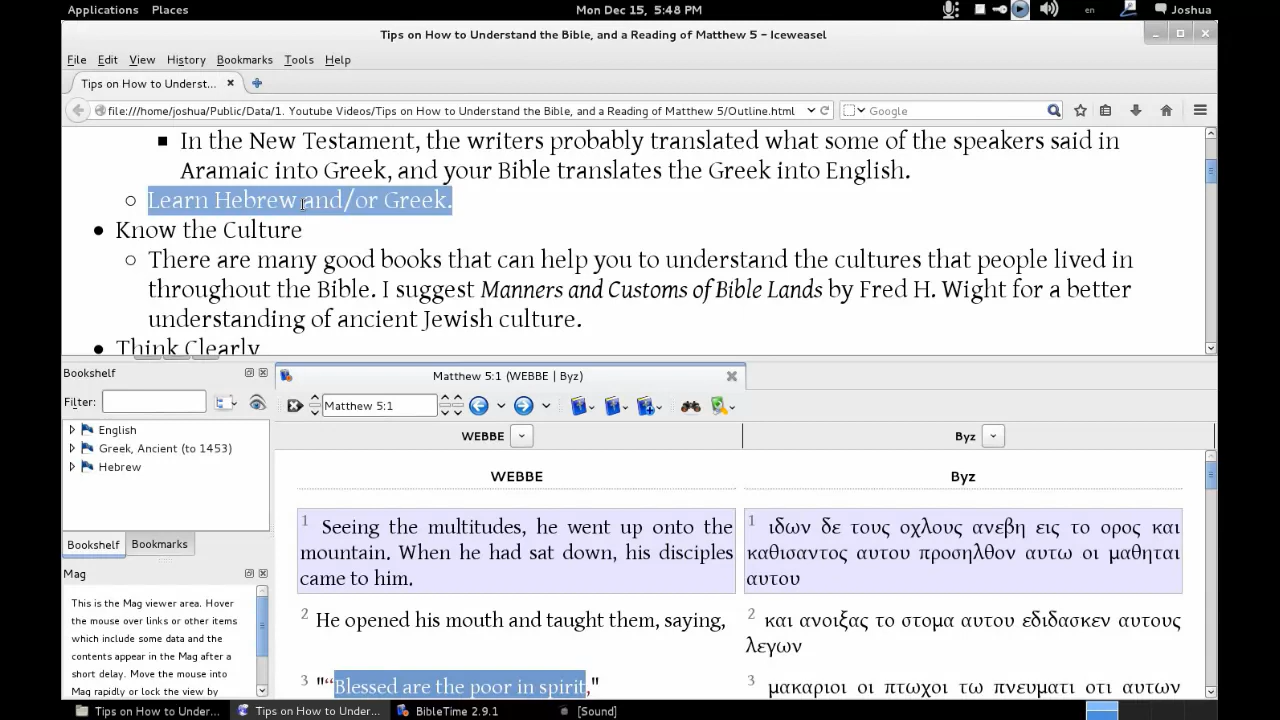 Applications Places Mon Dec 15, 5:48 PM en Joshua
Tips on How to Understand the Bible, and a Reading of Matthew 5 – Iceweasel
File Edit View History Bookmarks Tools Help
Tips on How to Underst...
file:///home/joshua/Public/Data/1. Youtube Videos/Tips on How to Understand the Bible, and a Reading of Matthew 5/Outline.html Google
In the New Testament, the writers probably translated what some of the speakers said in
Aramaic into Greek, and your Bible translates the Greek into English.
Learn Hebrew and/or Greek.
Know the Culture
There are many good books that can help you to understand the cultures that people lived in
throughout the Bible. I suggest Manners and Customs of Bible Lands by Fred H. Wight for a better
understanding of ancient Jewish culture.
Think Clearly
Bookshelf
Filter:
English
Greek, Ancient (to 1453)
Hebrew
Bookshelf Bookmarks
Mag
This is the Mag viewer area. Hover
the mouse over links or other items
which include some data and the
contents appear in the Mag after a
short delay. Move the mouse into
Mag rapidly or lock the view by
Matthew 5:1 (WEBBE | Byz)
Matthew 5:1
WEBBE Byz
WEBBE
1 Seeing the multitudes, he went up onto the
mountain. When he had sat down, his disciples
came to him.
2 He opened his mouth and taught them, saying,
3 "“Blessed are the poor in spirit,"
Byz
1 ιδων δε τους οχλους ανεβη εις το ορος και
καθισαντος αυτου προσηλθον αυτω οι μαθηται
αυτου
2 και ανοιξας το στομα αυτου εδιδασκεν αυτους
λεγων
3 μακαριοι οι πτωχοι τω πνευματι οτι αυτων
Tips on How to Under... Tips on How to Under... BibleTime 2.9.1 [Sound]